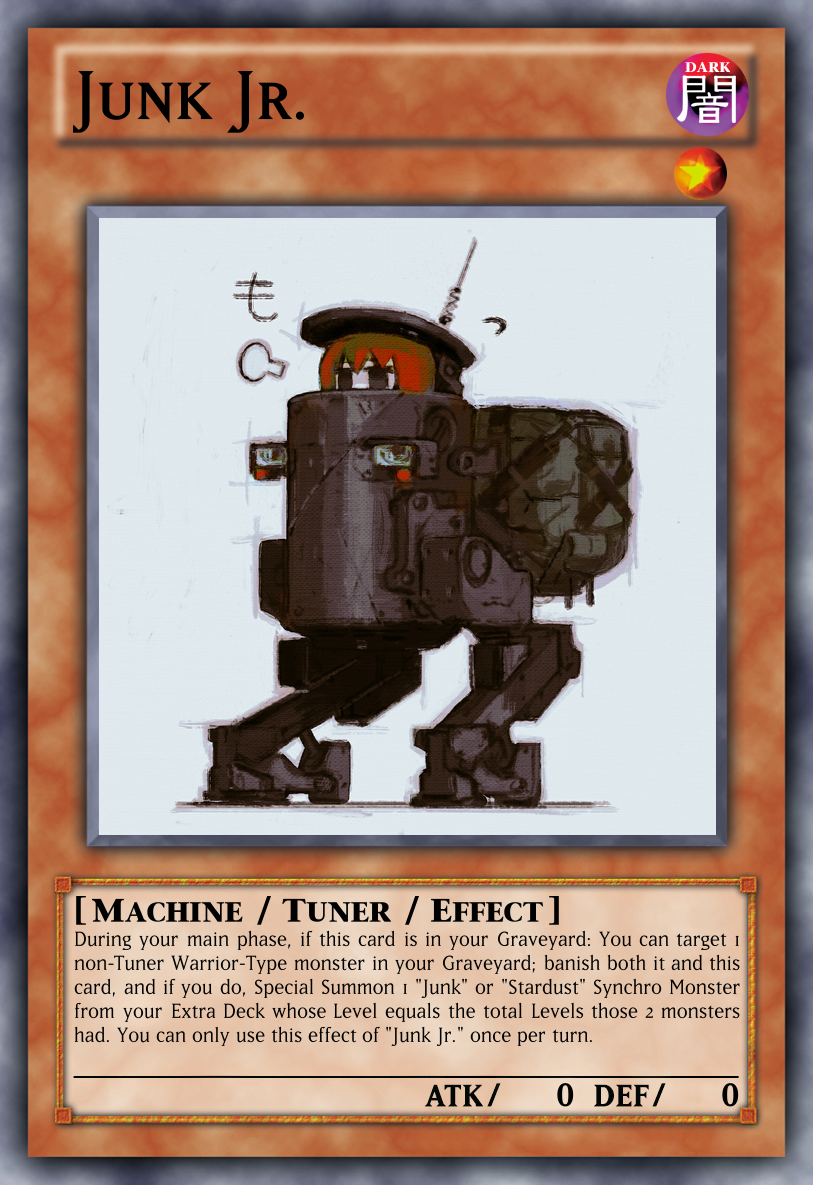 Junk Jr.
DARK
闇
も
っ
[ Machine / Tuner / Effect ]
During your main phase, if this card is in your Graveyard: You can target 1
non-Tuner Warrior-Type monster in your Graveyard; banish both it and this
card, and if you do, Special Summon 1 "Junk" or "Stardust" Synchro Monster
from your Extra Deck whose Level equals the total Levels those 2 monsters
had. You can only use this effect of "Junk Jr." once per turn.
ATK/ 0 DEF/ 0